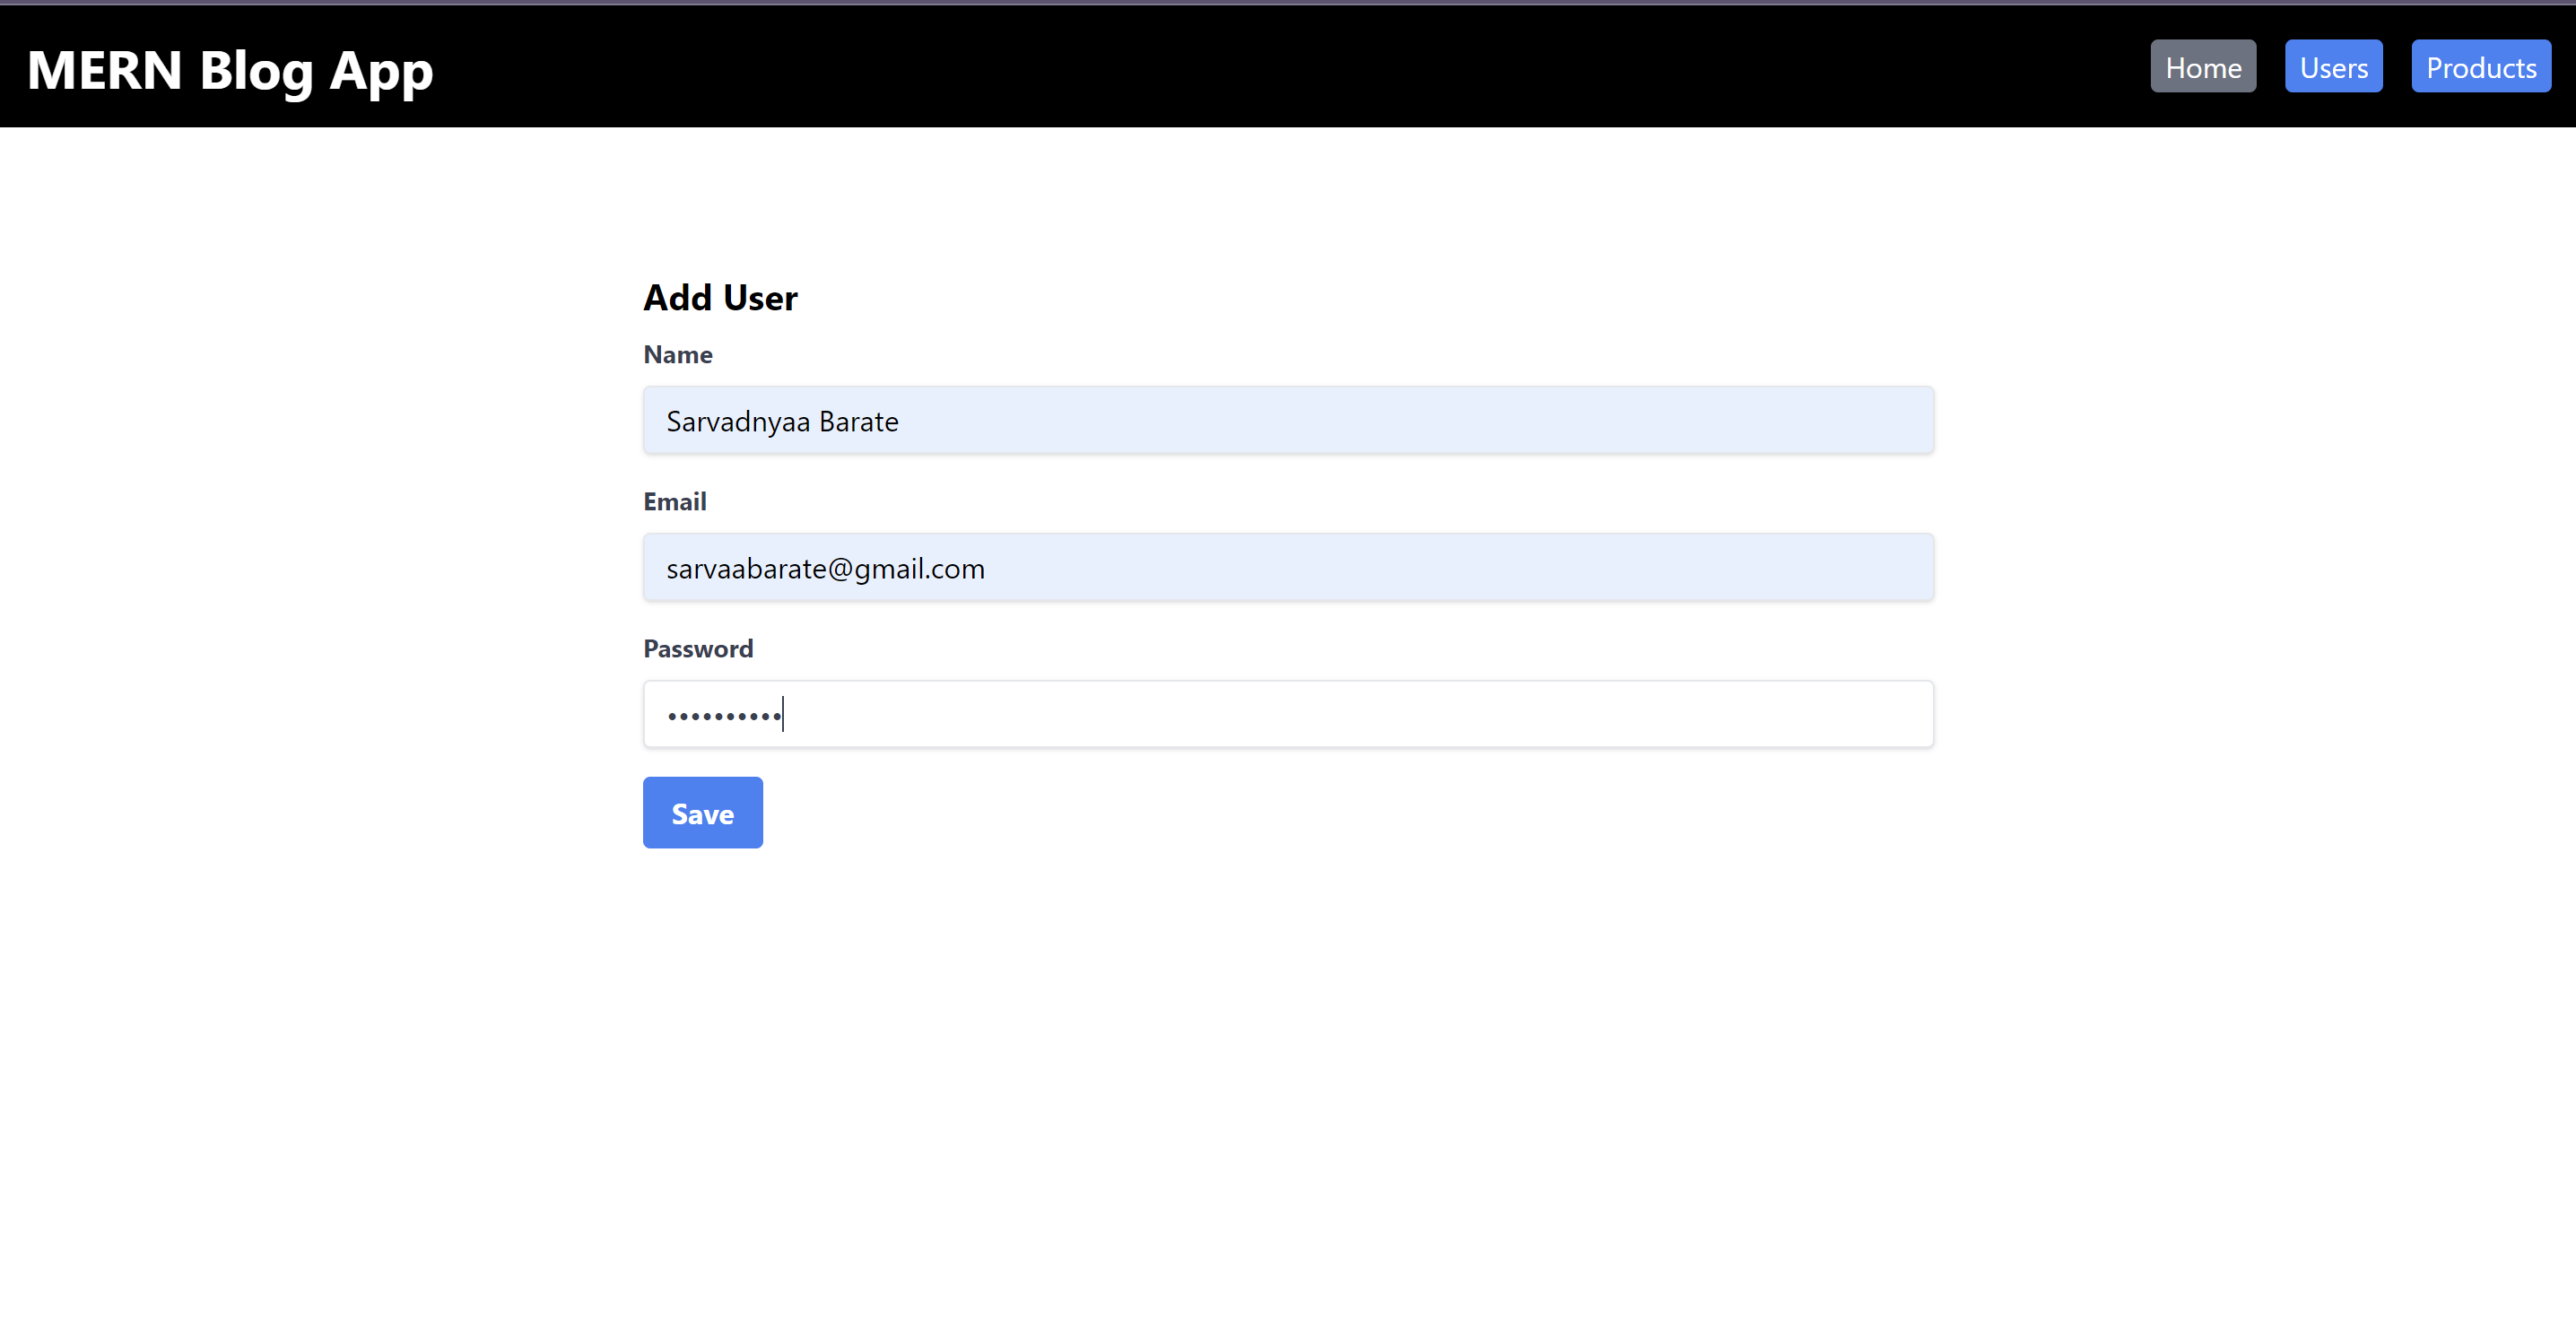 MERN Blog App
Home Users Products
Add User
Name
Sarvadnyaa Barate
Email
sarvaabarate@gmail.com
Password
••••••••••
Save